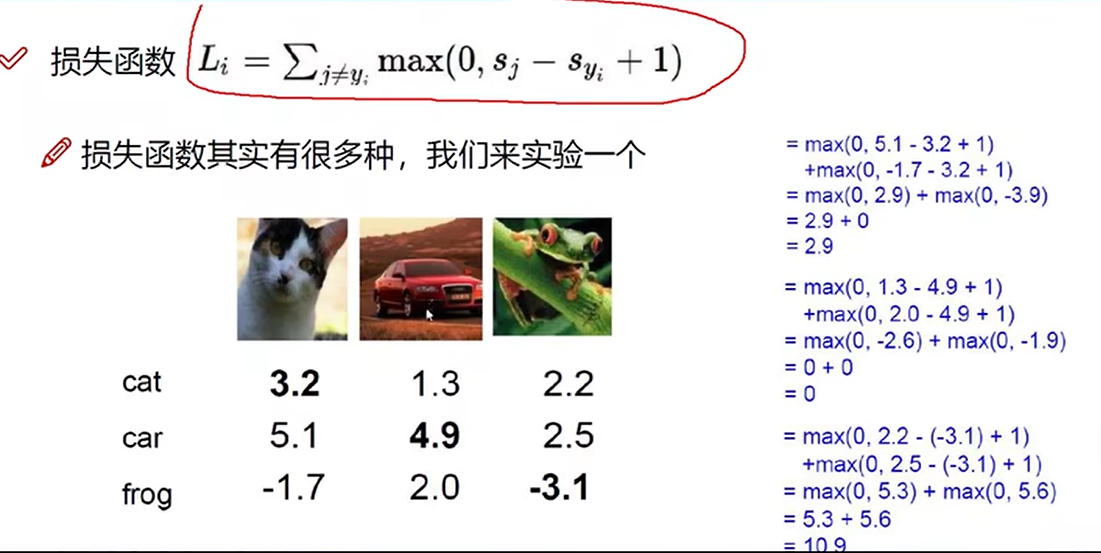 损失函数 L_i = ∑_{j≠y_i} max(0, s_j − s_{y_i} + 1)
损失函数其实有很多种，我们来实验一个
cat 3.2 1.3 2.2
car 5.1 4.9 2.5
frog -1.7 2.0 -3.1
= max(0, 5.1 - 3.2 + 1)
+max(0, -1.7 - 3.2 + 1)
= max(0, 2.9) + max(0, -3.9)
= 2.9 + 0
= 2.9
= max(0, 1.3 - 4.9 + 1)
+max(0, 2.0 - 4.9 + 1)
= max(0, -2.6) + max(0, -1.9)
= 0 + 0
= 0
= max(0, 2.2 - (-3.1) + 1)
+max(0, 2.5 - (-3.1) + 1)
= max(0, 5.3) + max(0, 5.6)
= 5.3 + 5.6
= 10.9